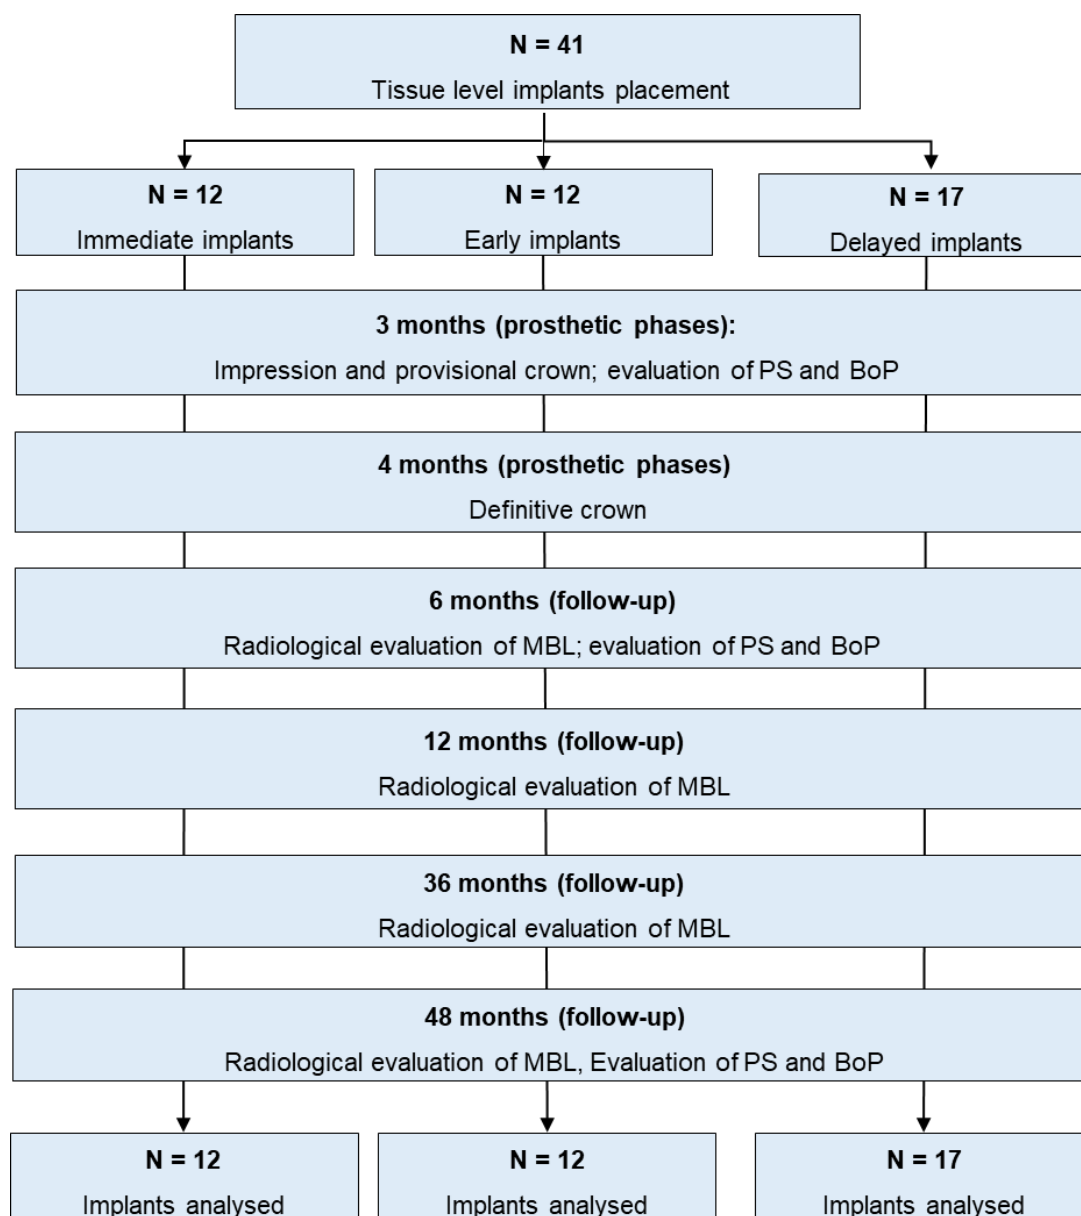 N = 41
Tissue level implants placement
N = 12
Immediate implants
N = 12
Early implants
N = 17
Delayed implants
3 months (prosthetic phases):
Impression and provisional crown; evaluation of PS and BoP
4 months (prosthetic phases)
Definitive crown
6 months (follow-up)
Radiological evaluation of MBL; evaluation of PS and BoP
12 months (follow-up)
Radiological evaluation of MBL
36 months (follow-up)
Radiological evaluation of MBL
48 months (follow-up)
Radiological evaluation of MBL, Evaluation of PS and BoP
N = 12
Implants analysed
N = 12
Implants analysed
N = 17
Implants analysed